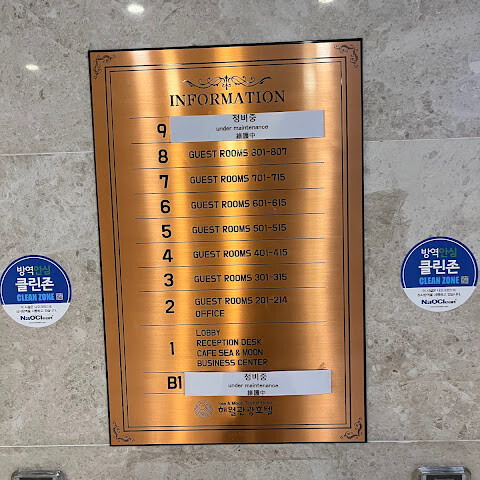 INFORMATION
9
정비중
under maintenance
維護中
8 GUEST ROOMS 801-807
7 GUEST ROOMS 701-715
6 GUEST ROOMS 601-615
5 GUEST ROOMS 501-515
4 GUEST ROOMS 401-415
3 GUEST ROOMS 301-315
2 GUEST ROOMS 201-214
OFFICE
1 LOBBY
RECEPTION DESK
CAFE SEA & MOON
BUSINESS CENTER
B1
정비중
under maintenance
維護中
Sea & Moon
해월관광호텔
방역안심
클린존
CLEAN ZONE
NaOClean
방역안심
클린존
CLEAN ZONE
NaOClean